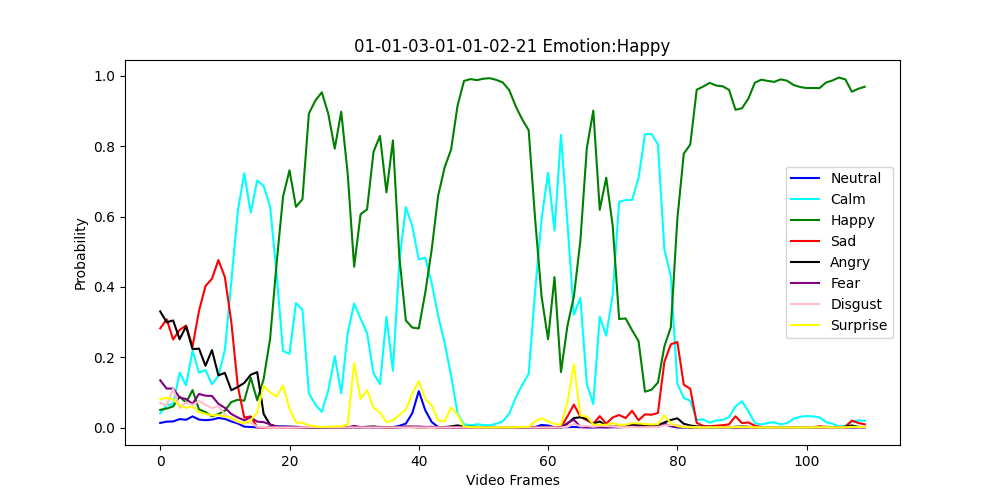 01-01-03-01-01-02-21 Emotion:Happy
1.0
0.8
0.6
0.4
0.2
0.0
Probability
0 20 40 60 80 100
Video Frames
Neutral
Calm
Happy
Sad
Angry
Fear
Disgust
Surprise